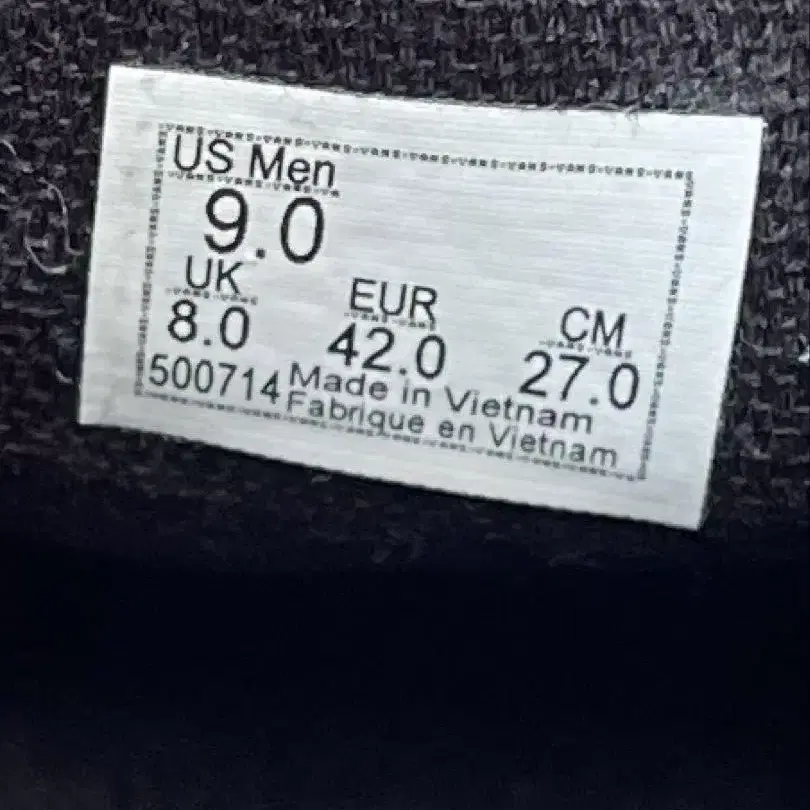 US Men
9.0
UK EUR CM
8.0 42.0 27.0
500714 Made in Vietnam
Fabrique en Vietnam